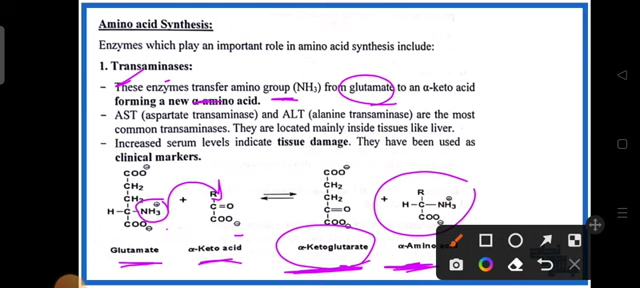 Amino acid Synthesis:
Enzymes which play an important role in amino acid synthesis include:
1. Transaminases:
- These enzymes transfer amino group (NH3) from glutamate to an α-keto acid
forming a new α-amino acid.
- AST (aspartate transaminase) and ALT (alanine transaminase) are the most
common transaminases. They are located mainly inside tissues like liver.
- Increased serum levels indicate tissue damage. They have been used as
clinical markers.
COO⊖
CH2
CH2
H-C-NH3⊕
COO⊖
+
R
C=O
COO⊖
⇌
COO⊖
CH2
CH2
C=O
COO⊖
+
R
H-C-NH3⊕
COO⊖
Glutamate α-Keto acid α-Ketoglutarate α-Amino